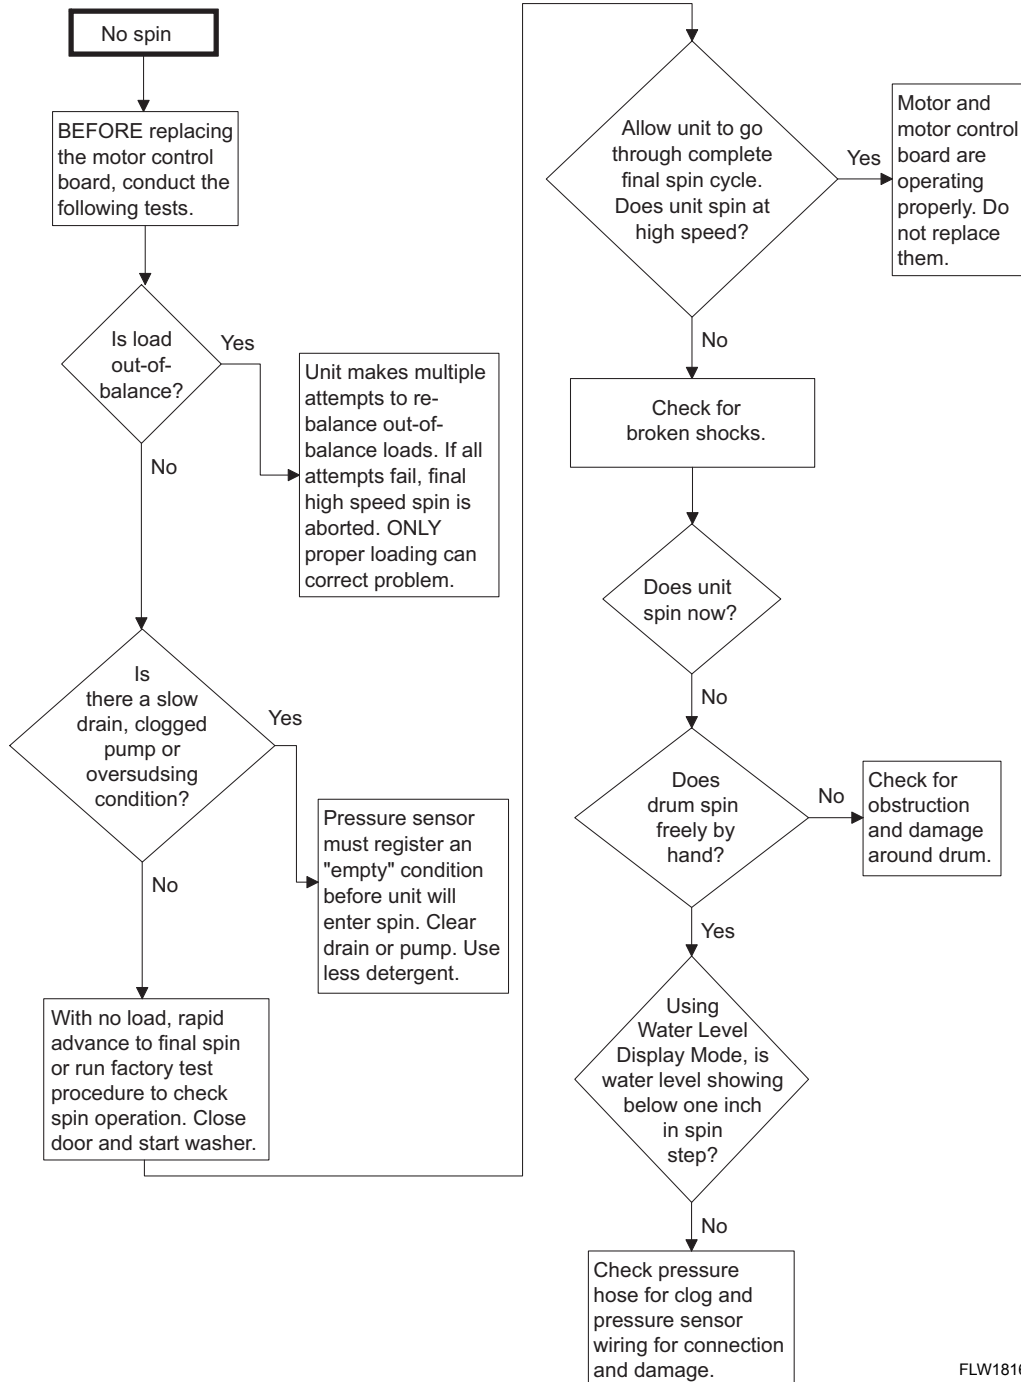 No spin
BEFORE replacing
the motor control
board, conduct the
following tests.
Is load
out-of-
balance?
Yes
Unit makes multiple
attempts to re-
balance out-of-
balance loads. If all
attempts fail, final
high speed spin is
aborted. ONLY
proper loading can
correct problem.
No
Is
there a slow
drain, clogged
pump or
oversudsing
condition?
Yes
Pressure sensor
must register an
"empty" condition
before unit will
enter spin. Clear
drain or pump. Use
less detergent.
No
With no load, rapid
advance to final spin
or run factory test
procedure to check
spin operation. Close
door and start washer.
Allow unit to go
through complete
final spin cycle.
Does unit spin at
high speed?
Yes
Motor and
motor control
board are
operating
properly. Do
not replace
them.
No
Check for
broken shocks.
Does unit
spin now?
No
Does
drum spin
freely by
hand?
No
Check for
obstruction
and damage
around drum.
Yes
Using
Water Level
Display Mode, is
water level showing
below one inch
in spin
step?
No
Check pressure
hose for clog and
pressure sensor
wiring for connection
and damage.
FLW1816